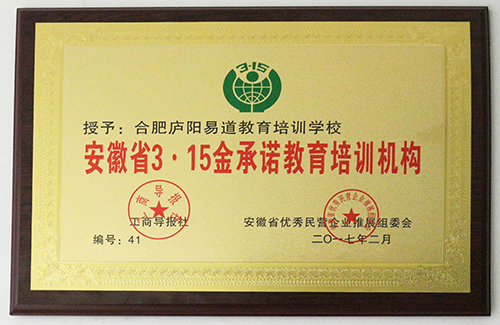 3·15
授予：合肥庐阳易道教育培训学校
安徽省3·15金承诺教育培训机构
工商导报社
安徽省优秀民营企业推展组委会
编号：41
二〇一七年二月